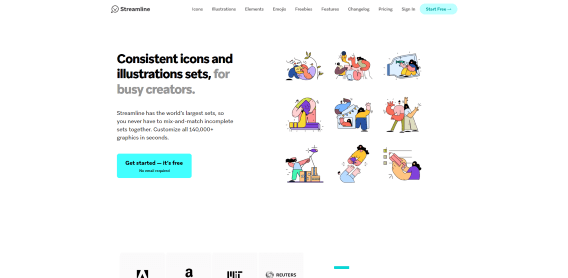 Streamline
Icons Illustrations Elements Emojis Freebies Features Changelog Pricing Sign in Start Free →
Consistent icons and
illustrations sets, for
busy creators.
Streamline has the world's largest sets, so
you never have to mix-and-match incomplete
sets together. Customize all 140,000+
graphics in seconds.
Get started — it's free
No email required
a
MIT
REUTERS